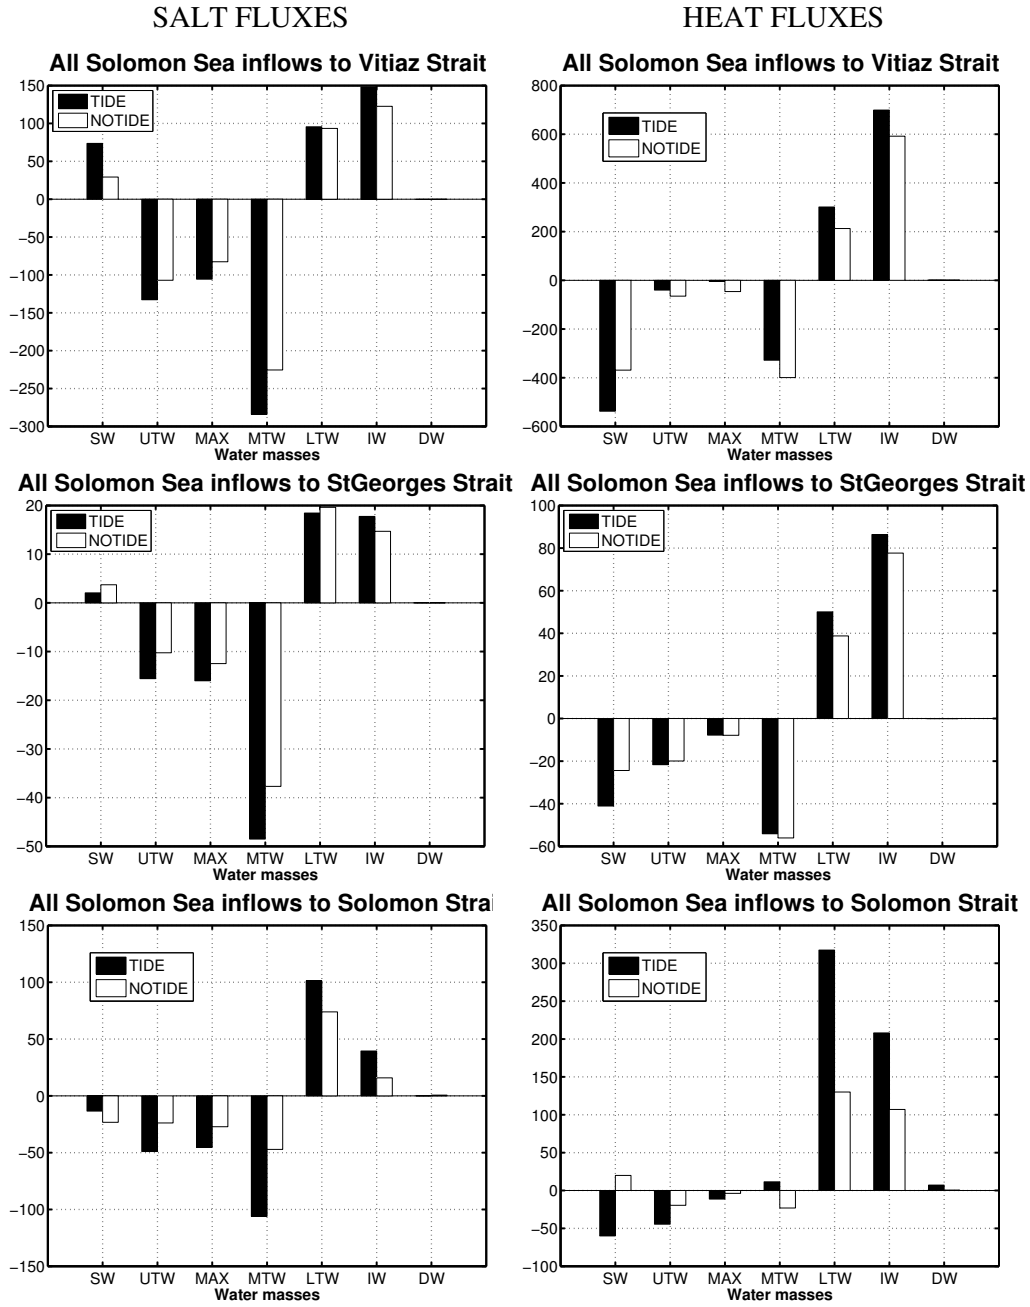 SALT FLUXES
HEAT FLUXES
All Solomon Sea inflows to Vitiaz Strait
150
100
50
0
−50
−100
−150
−200
−250
−300
TIDE
NOTIDE
SW UTW MAX MTW LTW IW DW
Water masses
All Solomon Sea inflows to Vitiaz Strait
800
600
400
200
0
−200
−400
−600
TIDE
NOTIDE
SW UTW MAX MTW LTW IW DW
Water masses
All Solomon Sea inflows to StGeorges Strait
20
10
0
−10
−20
−30
−40
−50
TIDE
NOTIDE
SW UTW MAX MTW LTW IW DW
Water masses
All Solomon Sea inflows to StGeorges Strait
100
80
60
40
20
0
−20
−40
−60
TIDE
NOTIDE
SW UTW MAX MTW LTW IW DW
Water masses
All Solomon Sea inflows to Solomon Strai
150
100
50
0
−50
−100
−150
TIDE
NOTIDE
SW UTW MAX MTW LTW IW DW
Water masses
All Solomon Sea inflows to Solomon Strait
350
300
250
200
150
100
50
0
−50
−100
TIDE
NOTIDE
SW UTW MAX MTW LTW IW DW
Water masses